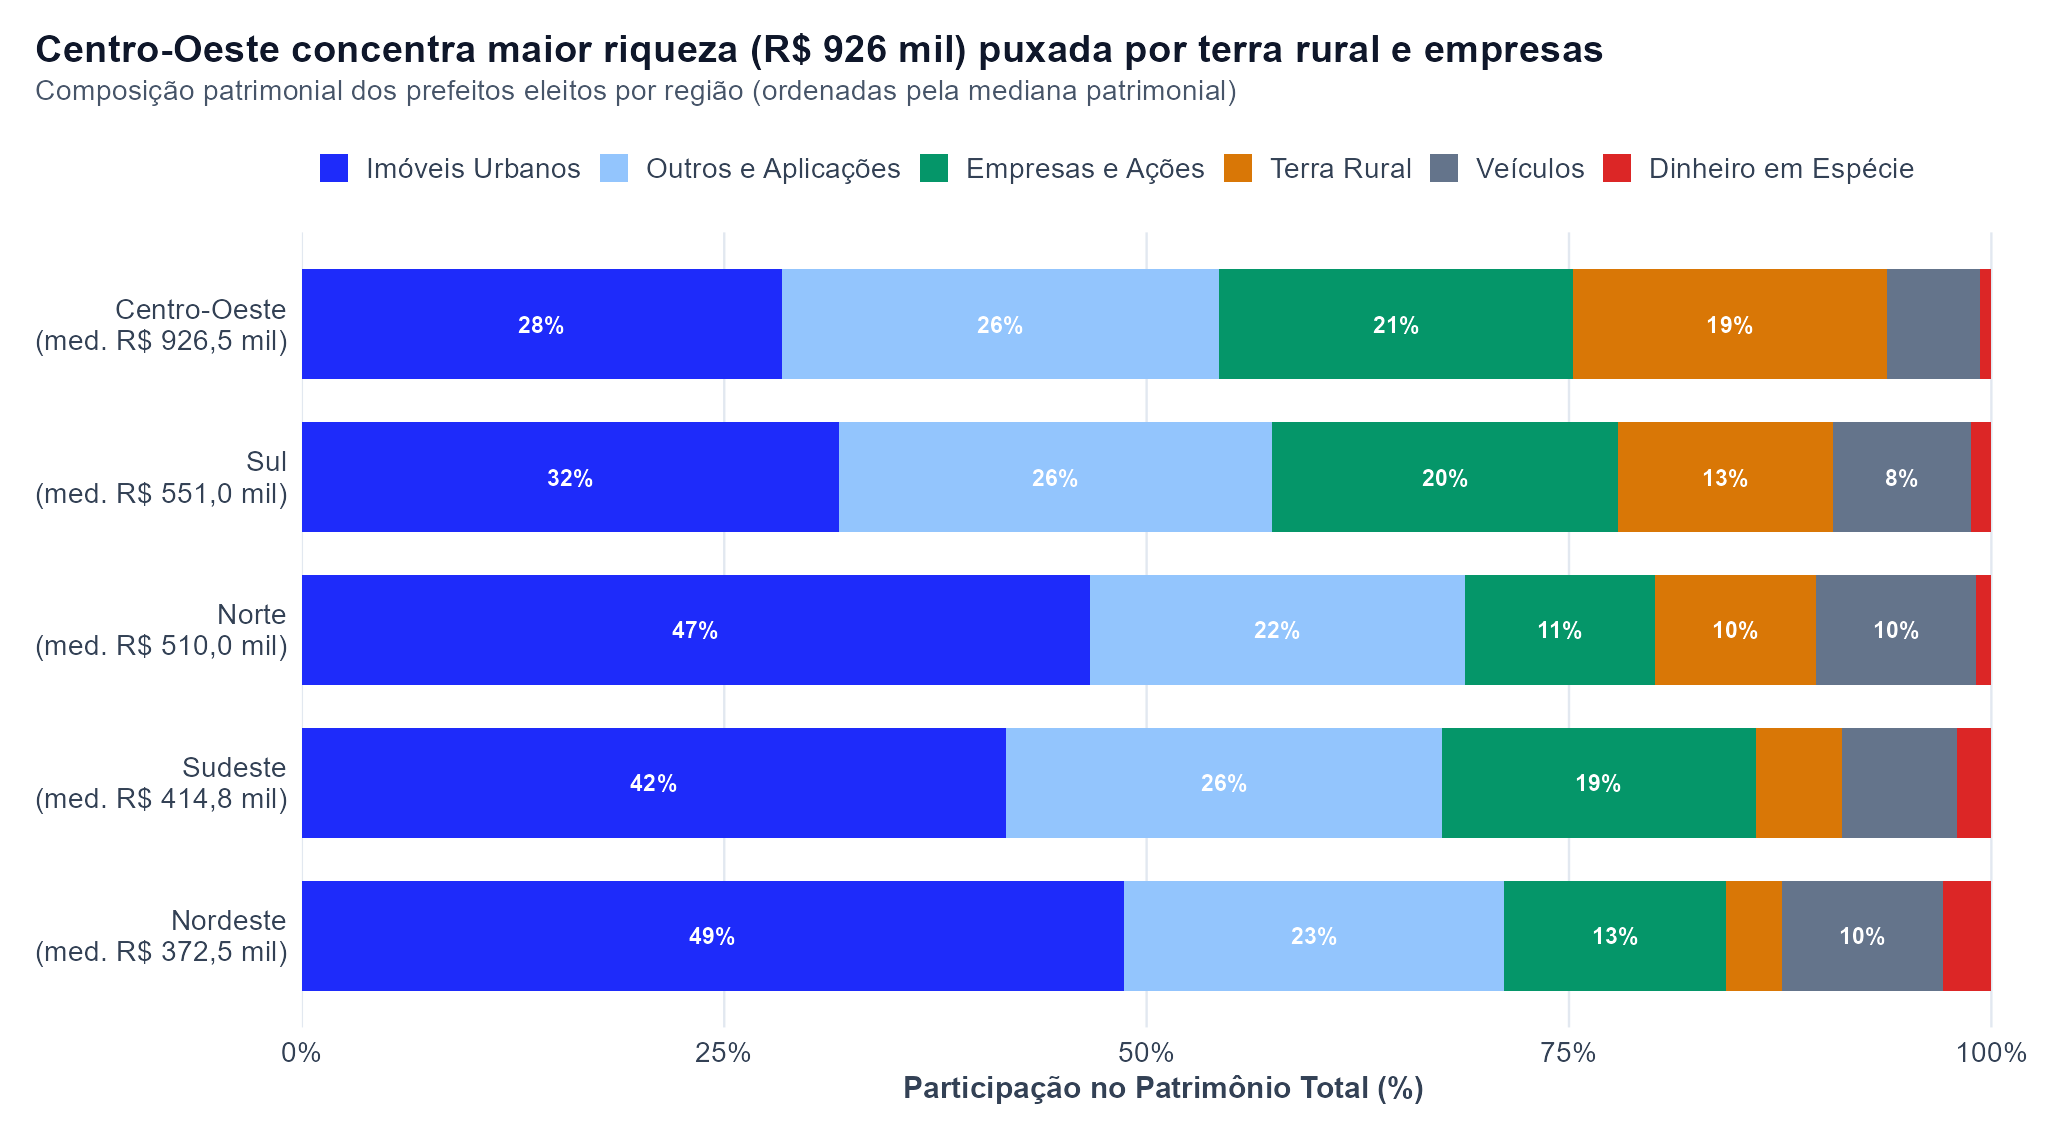 Centro-Oeste concentra maior riqueza (R$ 926 mil) puxada por terra rural e empresas
Composição patrimonial dos prefeitos eleitos por região (ordenadas pela mediana patrimonial)
Imóveis Urbanos Outros e Aplicações Empresas e Ações Terra Rural Veículos Dinheiro em Espécie
Centro-Oeste
(med. R$ 926,5 mil)
28% 26% 21% 19%
Sul
(med. R$ 551,0 mil)
32% 26% 20% 13% 8%
Norte
(med. R$ 510,0 mil)
47% 22% 11% 10% 10%
Sudeste
(med. R$ 414,8 mil)
42% 26% 19%
Nordeste
(med. R$ 372,5 mil)
49% 23% 13% 10%
0% 25% 50% 75% 100%
Participação no Patrimônio Total (%)